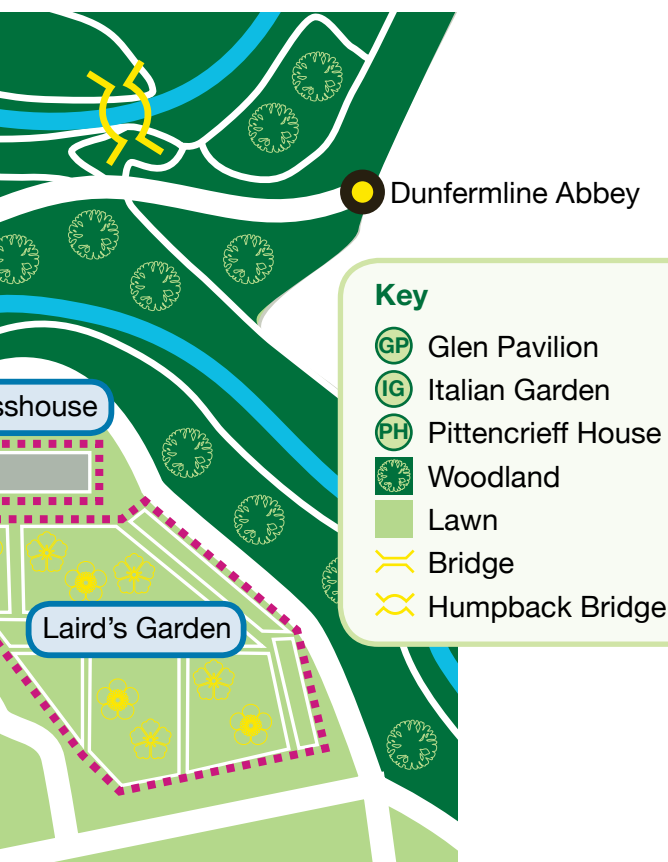 Dunfermline Abbey
Key
GP Glen Pavilion
IG Italian Garden
PH Pittencrieff House
Woodland
Lawn
Bridge
Humpback Bridge
sshouse
Laird's Garden